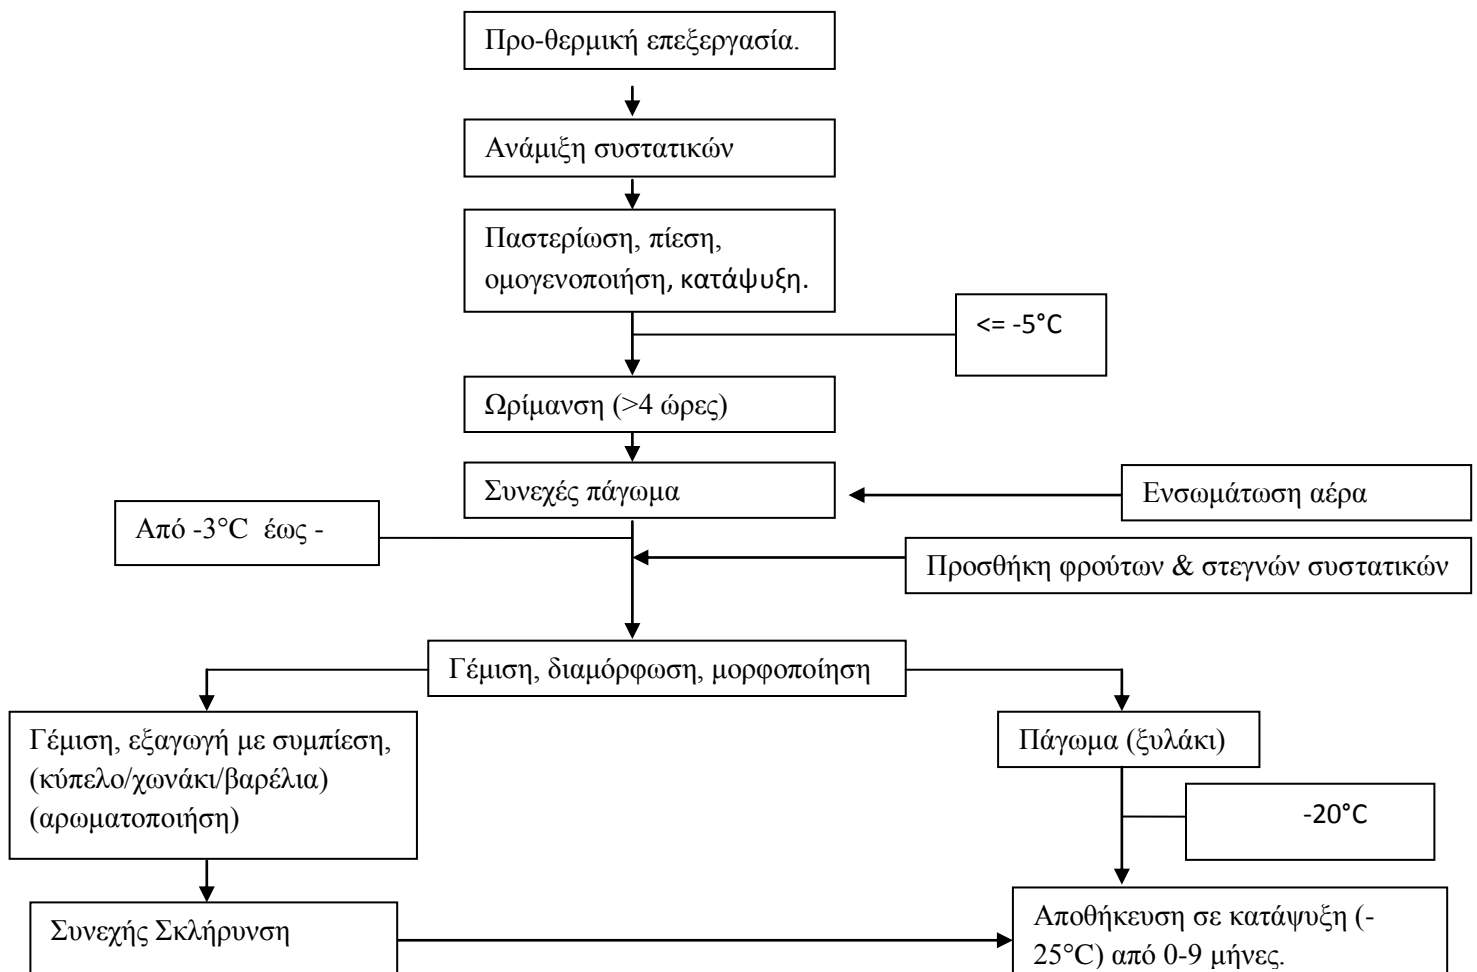 Προ-θερμική επεξεργασία.
Ανάμιξη συστατικών
Παστερίωση, πίεση,
ομογενοποιήση, κατάψυξη.
<= -5°C
Ωρίμανση (>4 ώρες)
Συνεχές πάγωμα
Ενσωμάτωση αέρα
Από -3°C έως -
Προσθήκη φρούτων & στεγνών συστατικών
Γέμιση, διαμόρφωση, μορφοποίηση
Γέμιση, εξαγωγή με συμπίεση,
(κύπελο/χωνάκι/βαρέλια)
(αρωματοποιήση)
Πάγωμα (ξυλάκι)
-20°C
Συνεχής Σκλήρυνση
Αποθήκευση σε κατάψυξη (-
25°C) από 0-9 μήνες.